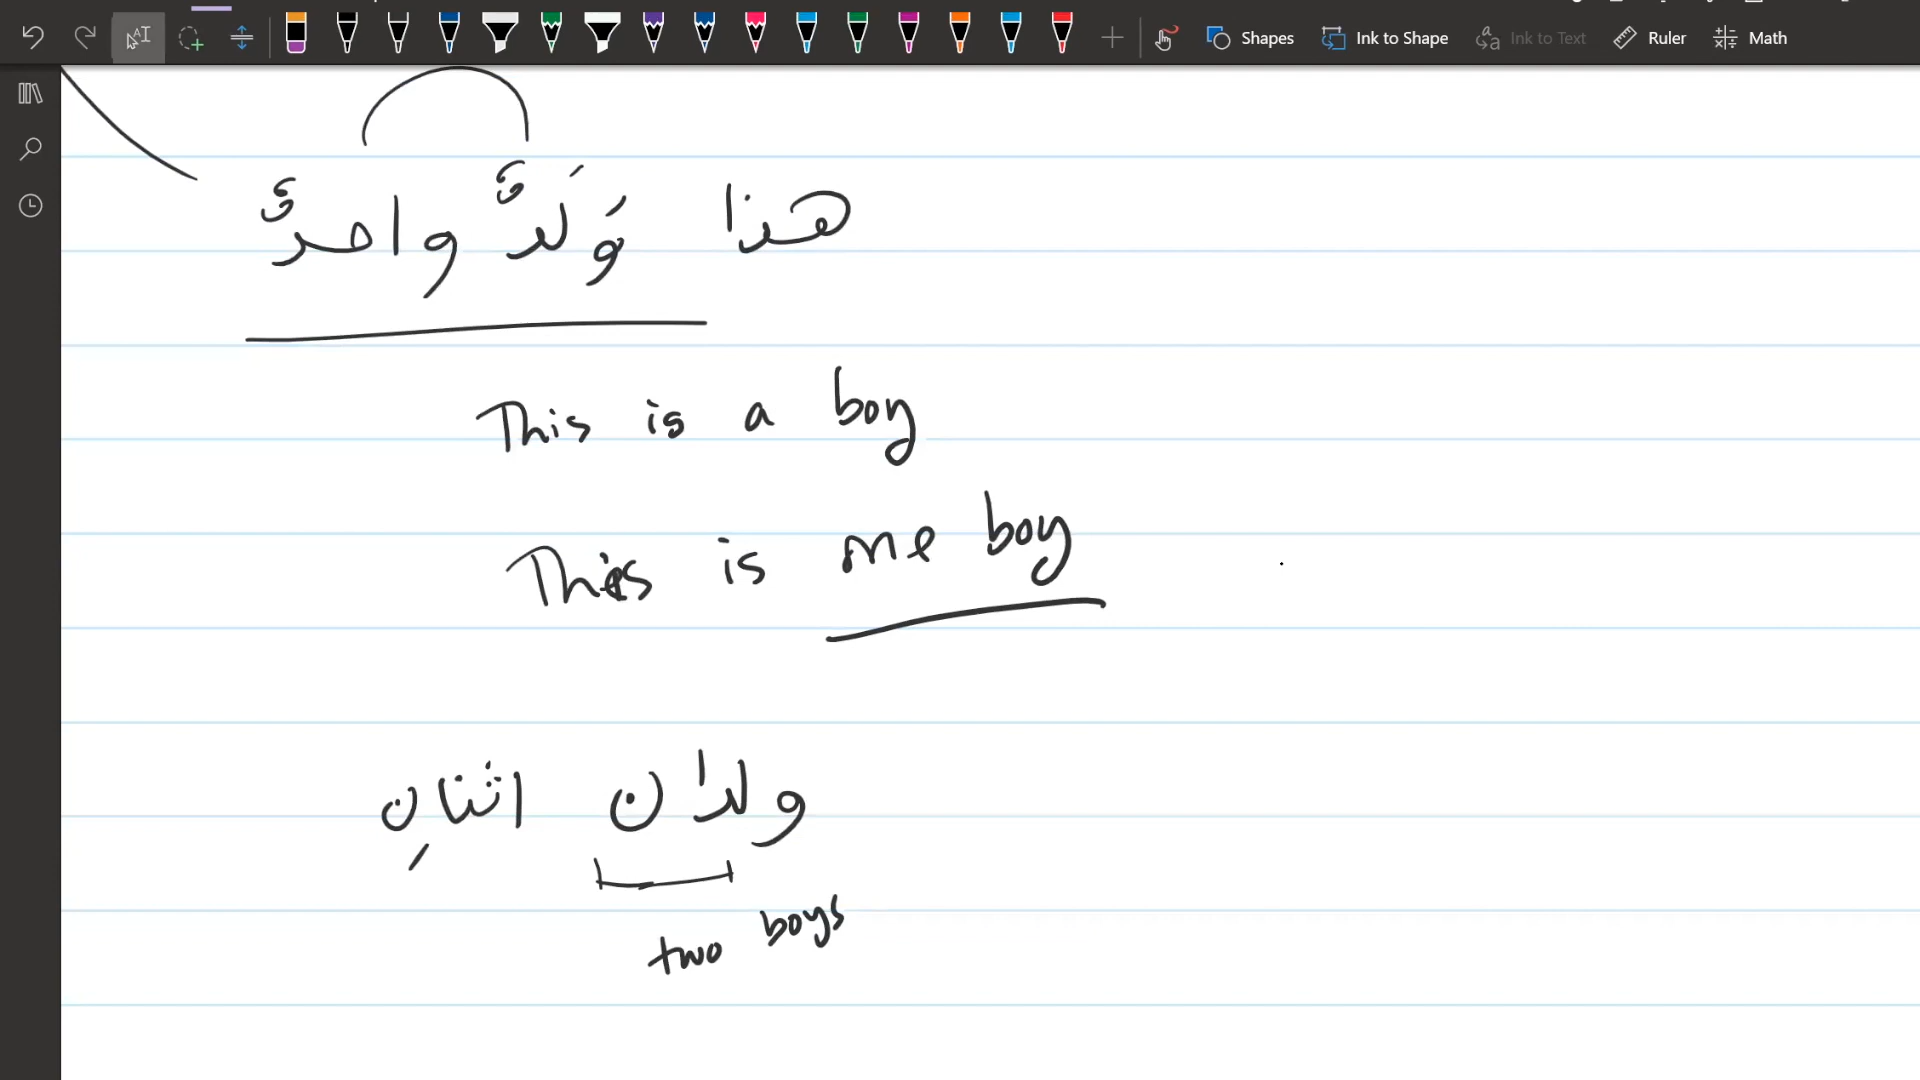 Shapes Ink to Shape Ink to Text Ruler Math
هذا وَلَدٌ واحدٌ
This is a boy
This is one boy
ولدان اثنانِ
two boys